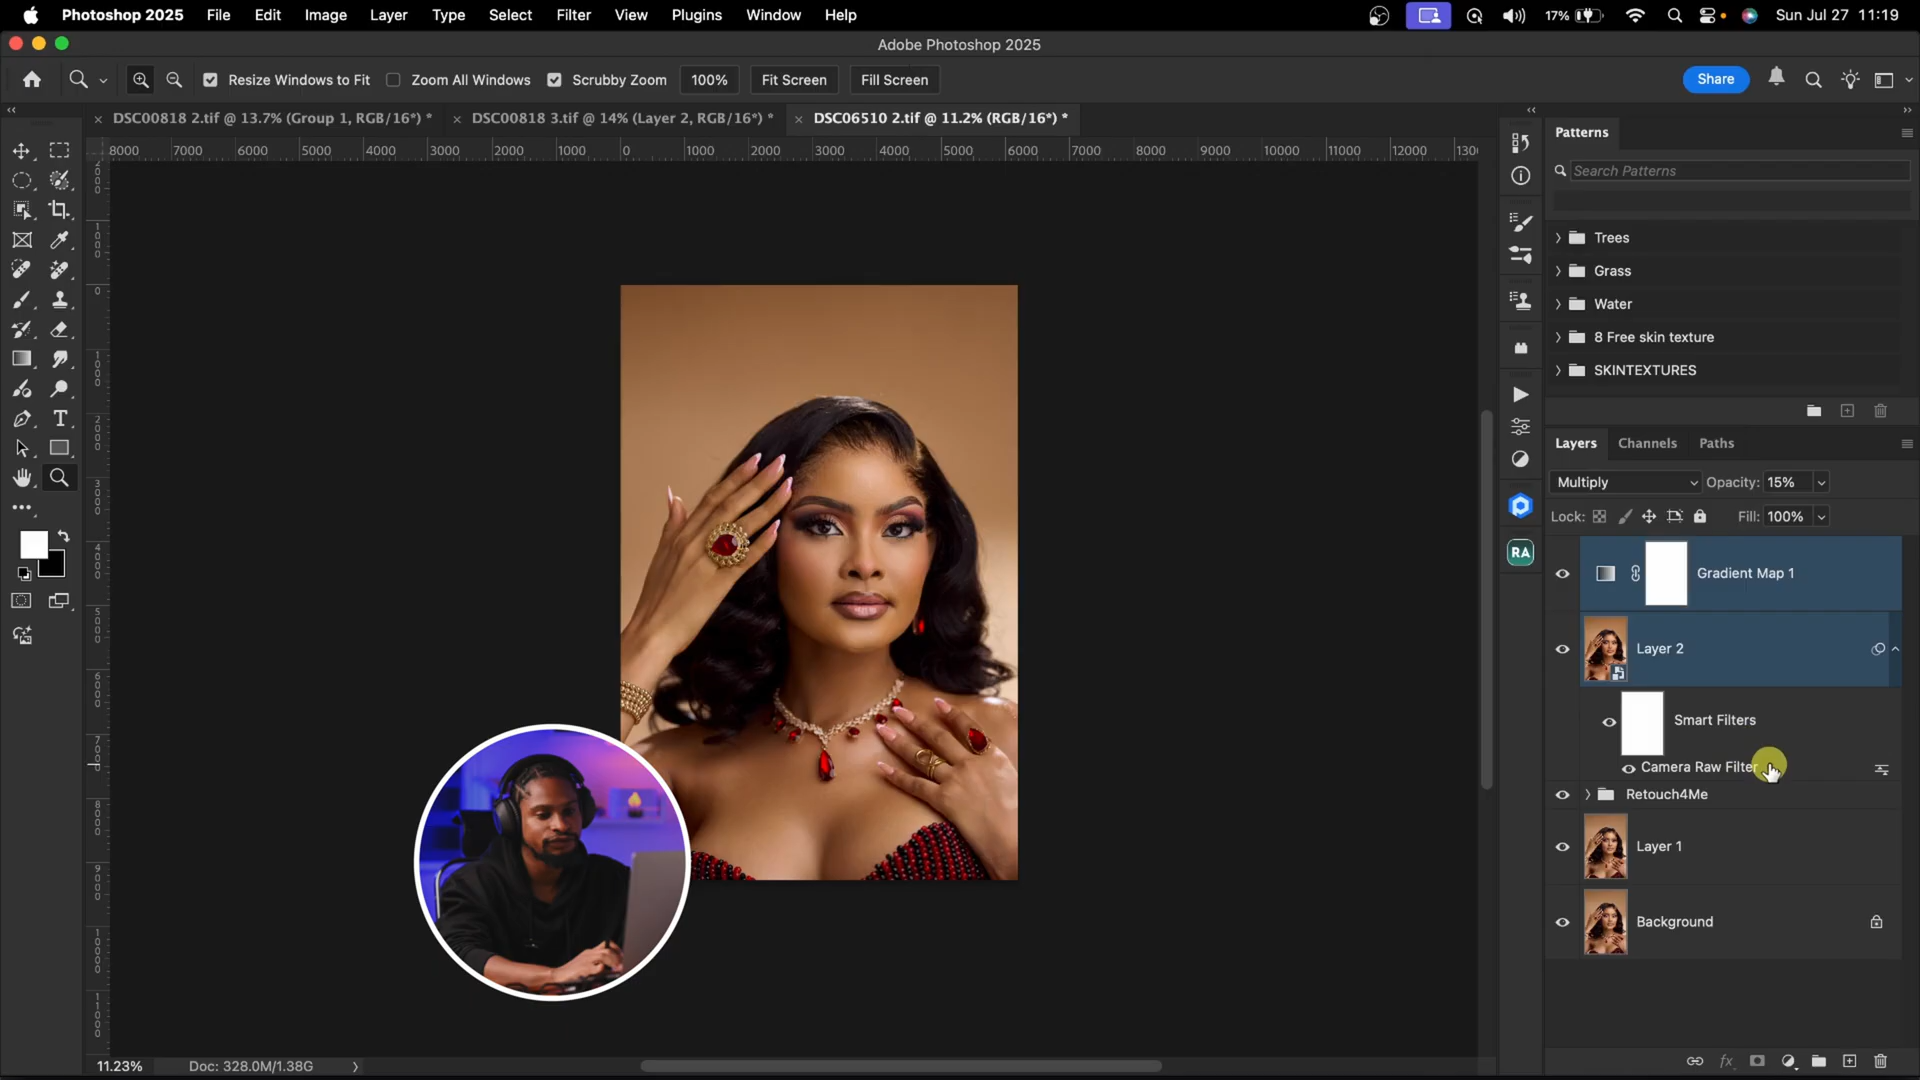 Photoshop 2025 File Edit Image Layer Type Select Filter View Plugins Window Help 17% Sun Jul 27 11:19
Adobe Photoshop 2025
Resize Windows to Fit Zoom All Windows Scrubby Zoom 100% Fit Screen Fill Screen Share
DSC00818 2.tif @ 13.7% (Group 1, RGB/16*) * DSC00818 3.tif @ 14% (Layer 2, RGB/16*) * DSC06510 2.tif @ 11.2% (RGB/16*) *
8000 7000 6000 5000 4000 3000 2000 1000 0 1000 2000 3000 4000 5000 6000 7000 8000 9000 10000 11000 12000
Patterns
Search Patterns
Trees
Grass
Water
8 Free skin texture
SKINTEXTURES
Layers Channels Paths
Multiply Opacity: 15%
Lock: Fill: 100%
RA
Gradient Map 1
Layer 2
Smart Filters
Camera Raw Filter
Retouch4Me
Layer 1
Background
11.23% Doc: 328.0M/1.38G